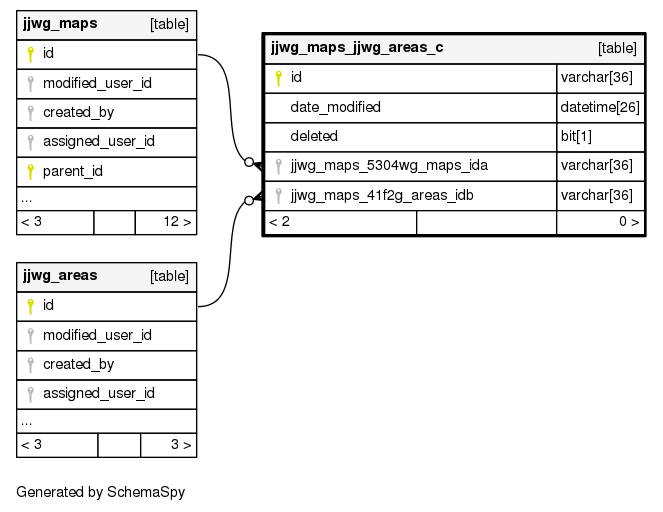 jjwg_maps [table]
id
modified_user_id
created_by
assigned_user_id
parent_id
...
< 3 12 >
jjwg_maps_jjwg_areas_c [table]
id varchar[36]
date_modified datetime[26]
deleted bit[1]
jjwg_maps_5304wg_maps_ida varchar[36]
jjwg_maps_41f2g_areas_idb varchar[36]
< 2 0 >
jjwg_areas [table]
id
modified_user_id
created_by
assigned_user_id
...
< 3 3 >
Generated by SchemaSpy